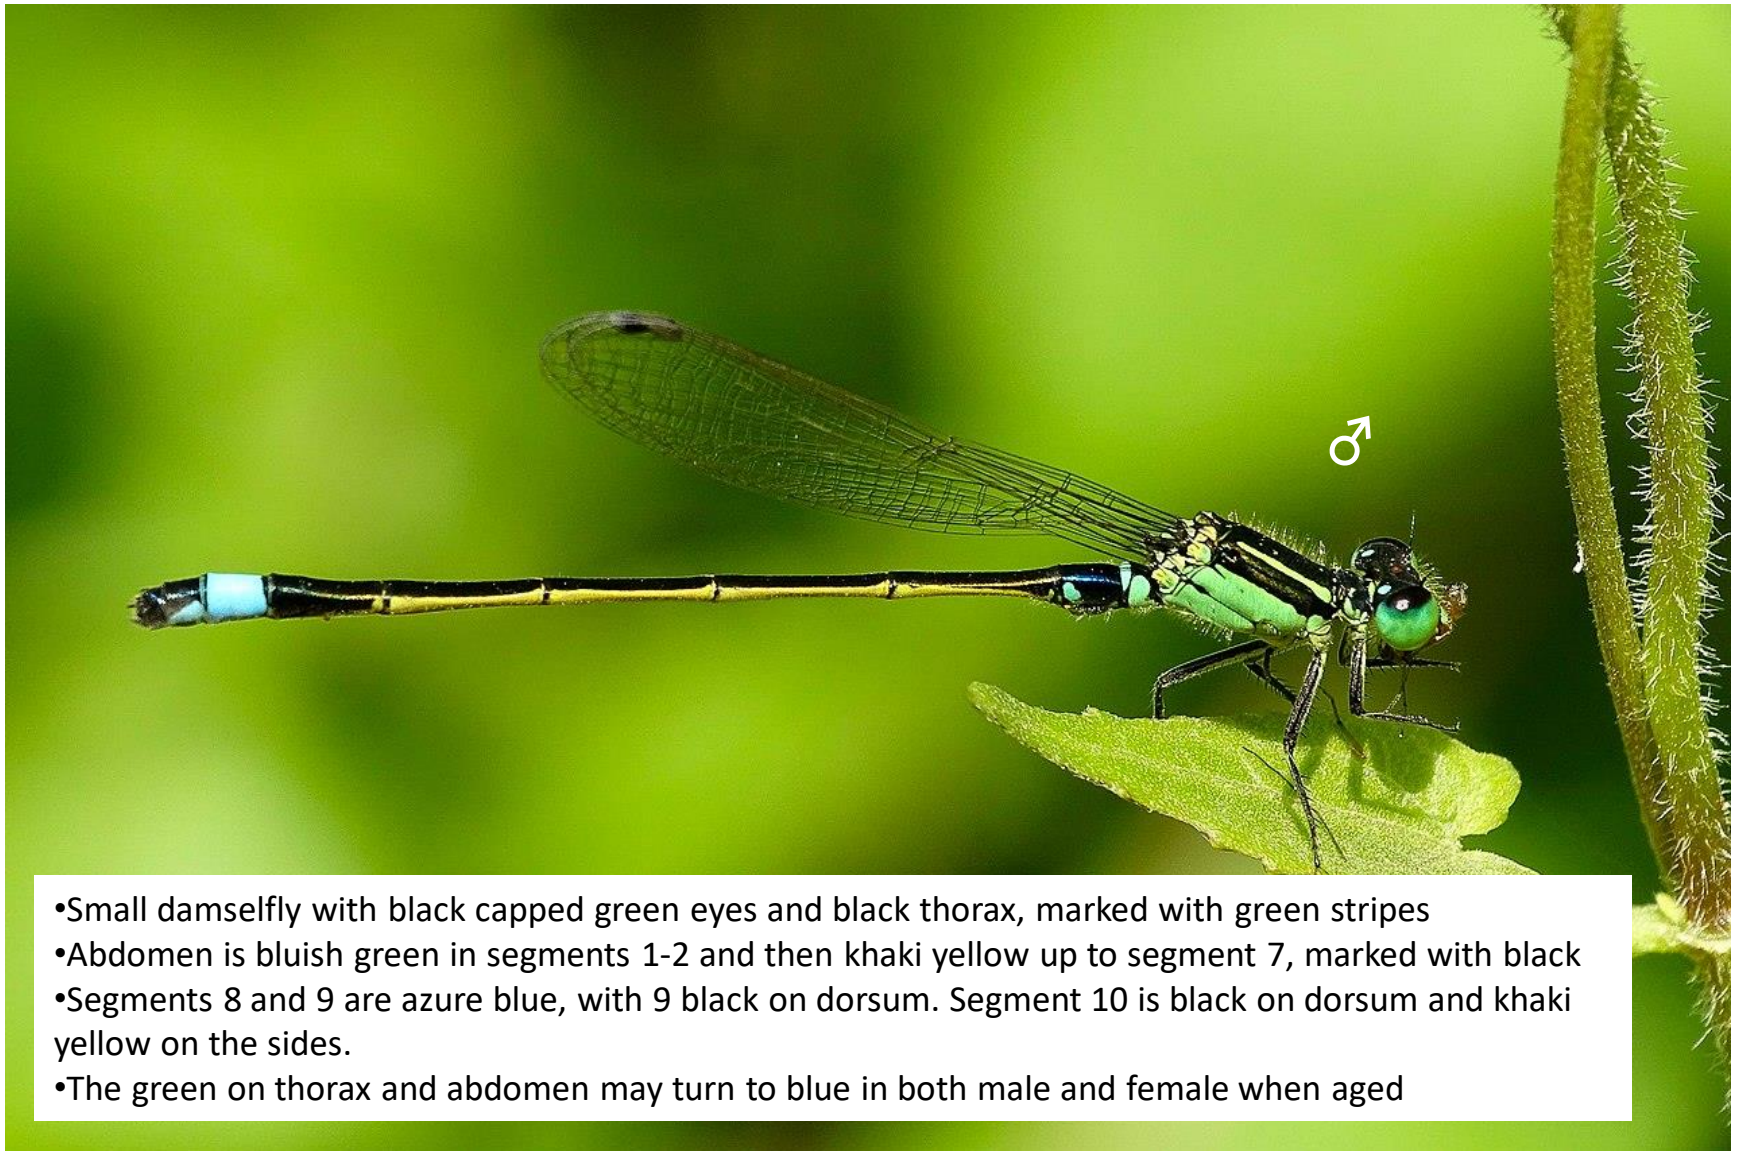 ♂
•Small damselfly with black capped green eyes and black thorax, marked with green stripes
•Abdomen is bluish green in segments 1-2 and then khaki yellow up to segment 7, marked with black
•Segments 8 and 9 are azure blue, with 9 black on dorsum. Segment 10 is black on dorsum and khaki
yellow on the sides.
•The green on thorax and abdomen may turn to blue in both male and female when aged